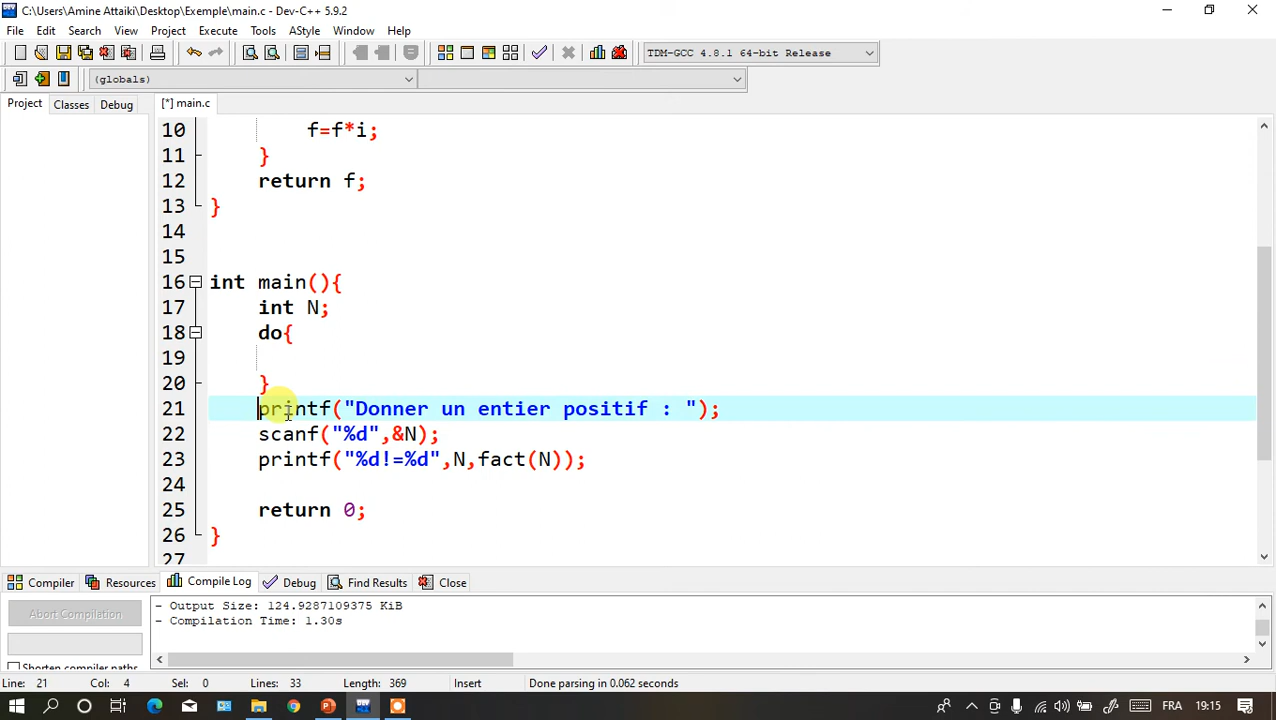 C:\Users\Amine Attaiki\Desktop\Exemple\main.c - Dev-C++ 5.9.2
File Edit Search View Project Execute Tools AStyle Window Help
TDM-GCC 4.8.1 64-bit Release
(globals)
Project Classes Debug [*] main.c
10 f=f*i;
11 }
12 return f;
13 }
14
15
16 int main(){
17 int N;
18 do{
19
20 }
21 printf("Donner un entier positif : ");
22 scanf("%d",&N);
23 printf("%d!=%d",N,fact(N));
24
25 return 0;
26 }
27
Compiler Resources Compile Log Debug Find Results Close
Abort Compilation
- Output Size: 124.9287109375 KiB
- Compilation Time: 1.30s
Shorten compiler paths
Line: 21 Col: 4 Sel: 0 Lines: 33 Length: 369 Insert Done parsing in 0.062 seconds
DEV FRA 19:15